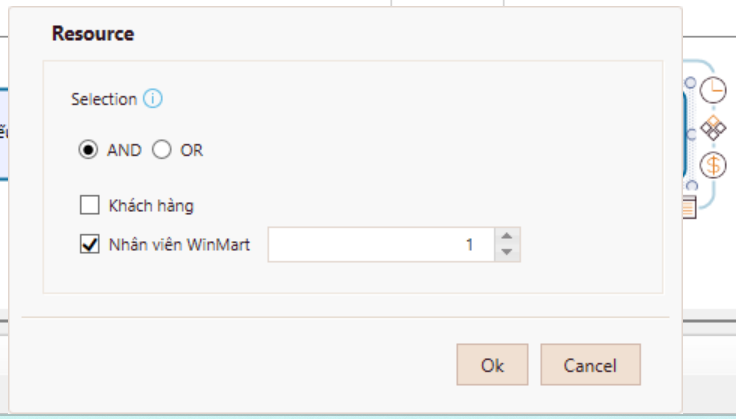 Resource
Selection
AND OR
Khách hàng
Nhân viên WinMart 1
Ok Cancel